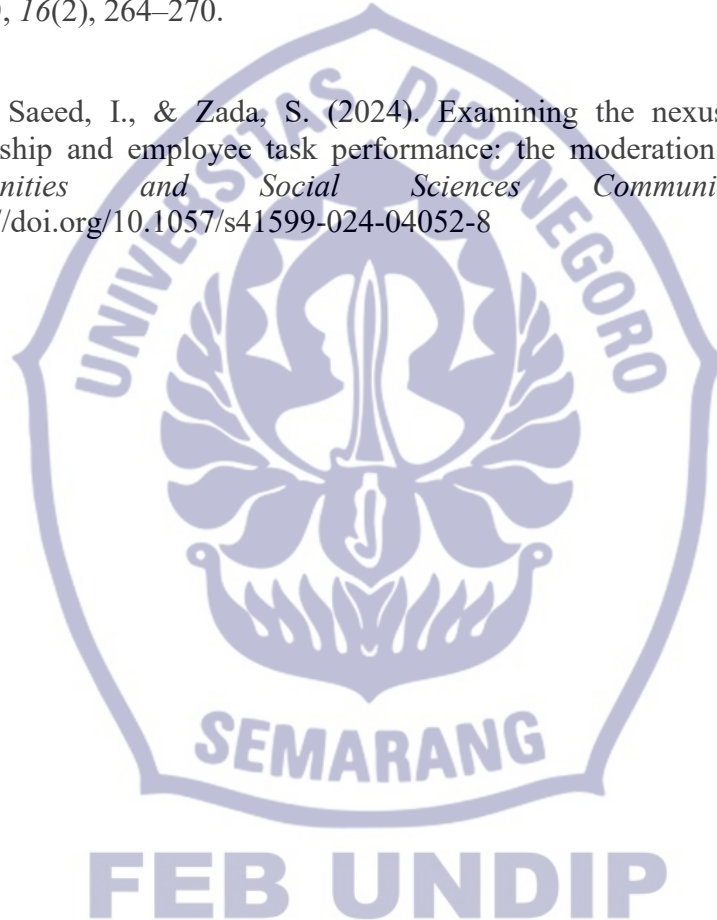 , 16(2), 264–270.
Saeed, I., & Zada, S. (2024). Examining the nexus
ship and employee task performance: the moderation
nities and Social Sciences Communi
//doi.org/10.1057/s41599-024-04052-8
UNIVERSITAS DIPONEGORO
SEMARANG
FEB UNDIP